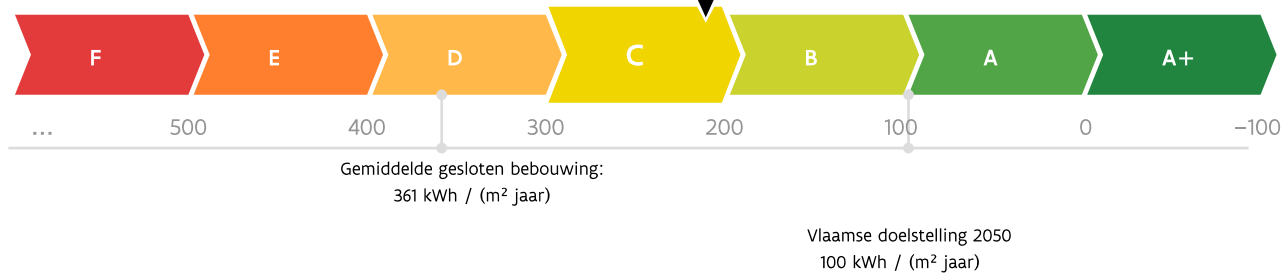 F E D C B A A+
... 500 400 300 200 100 0 –100
Gemiddelde gesloten bebouwing:
361 kWh / (m² jaar)
Vlaamse doelstelling 2050
100 kWh / (m² jaar)